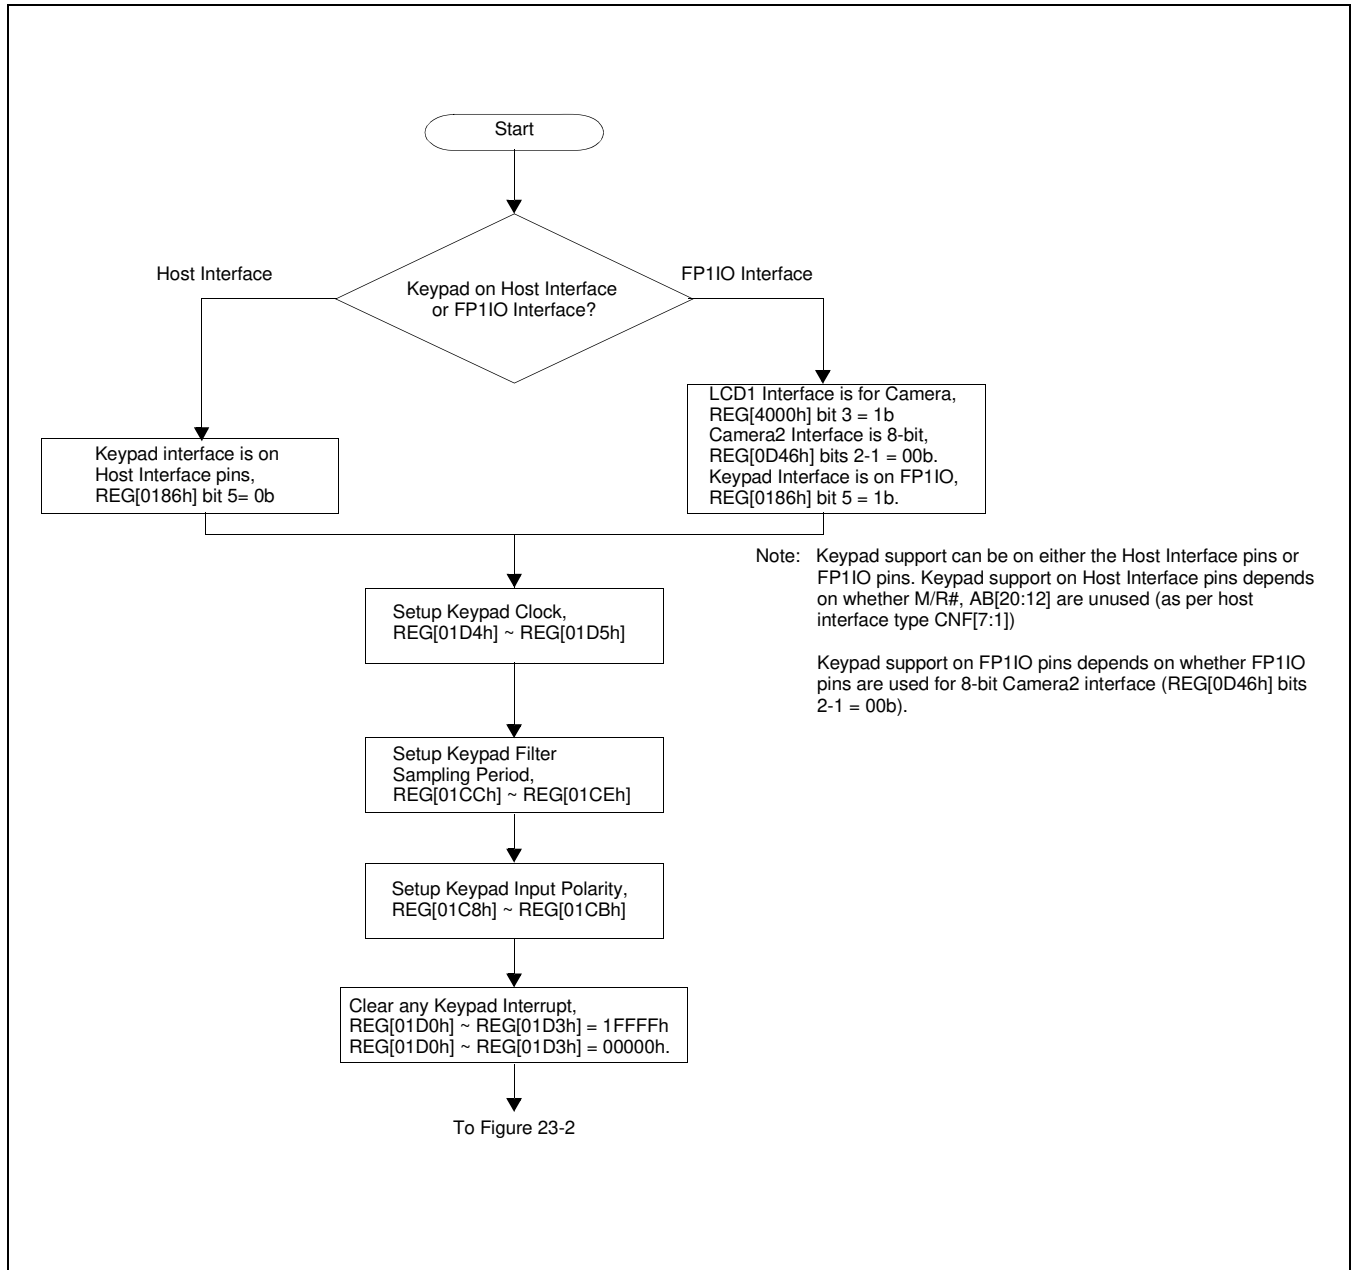 Start
Host Interface
FP1IO Interface
Keypad on Host Interface
or FP1IO Interface?
LCD1 Interface is for Camera,
REG[4000h] bit 3 = 1b
Camera2 Interface is 8-bit,
REG[0D46h] bits 2-1 = 00b.
Keypad Interface is on FP1IO,
REG[0186h] bit 5 = 1b.
Keypad interface is on
Host Interface pins,
REG[0186h] bit 5= 0b
Note: Keypad support can be on either the Host Interface pins or
FP1IO pins. Keypad support on Host Interface pins depends
on whether M/R#, AB[20:12] are unused (as per host
interface type CNF[7:1])
Keypad support on FP1IO pins depends on whether FP1IO
pins are used for 8-bit Camera2 interface (REG[0D46h] bits
2-1 = 00b).
Setup Keypad Clock,
REG[01D4h] ~ REG[01D5h]
Setup Keypad Filter
Sampling Period,
REG[01CCh] ~ REG[01CEh]
Setup Keypad Input Polarity,
REG[01C8h] ~ REG[01CBh]
Clear any Keypad Interrupt,
REG[01D0h] ~ REG[01D3h] = 1FFFFh
REG[01D0h] ~ REG[01D3h] = 00000h.
To Figure 23-2